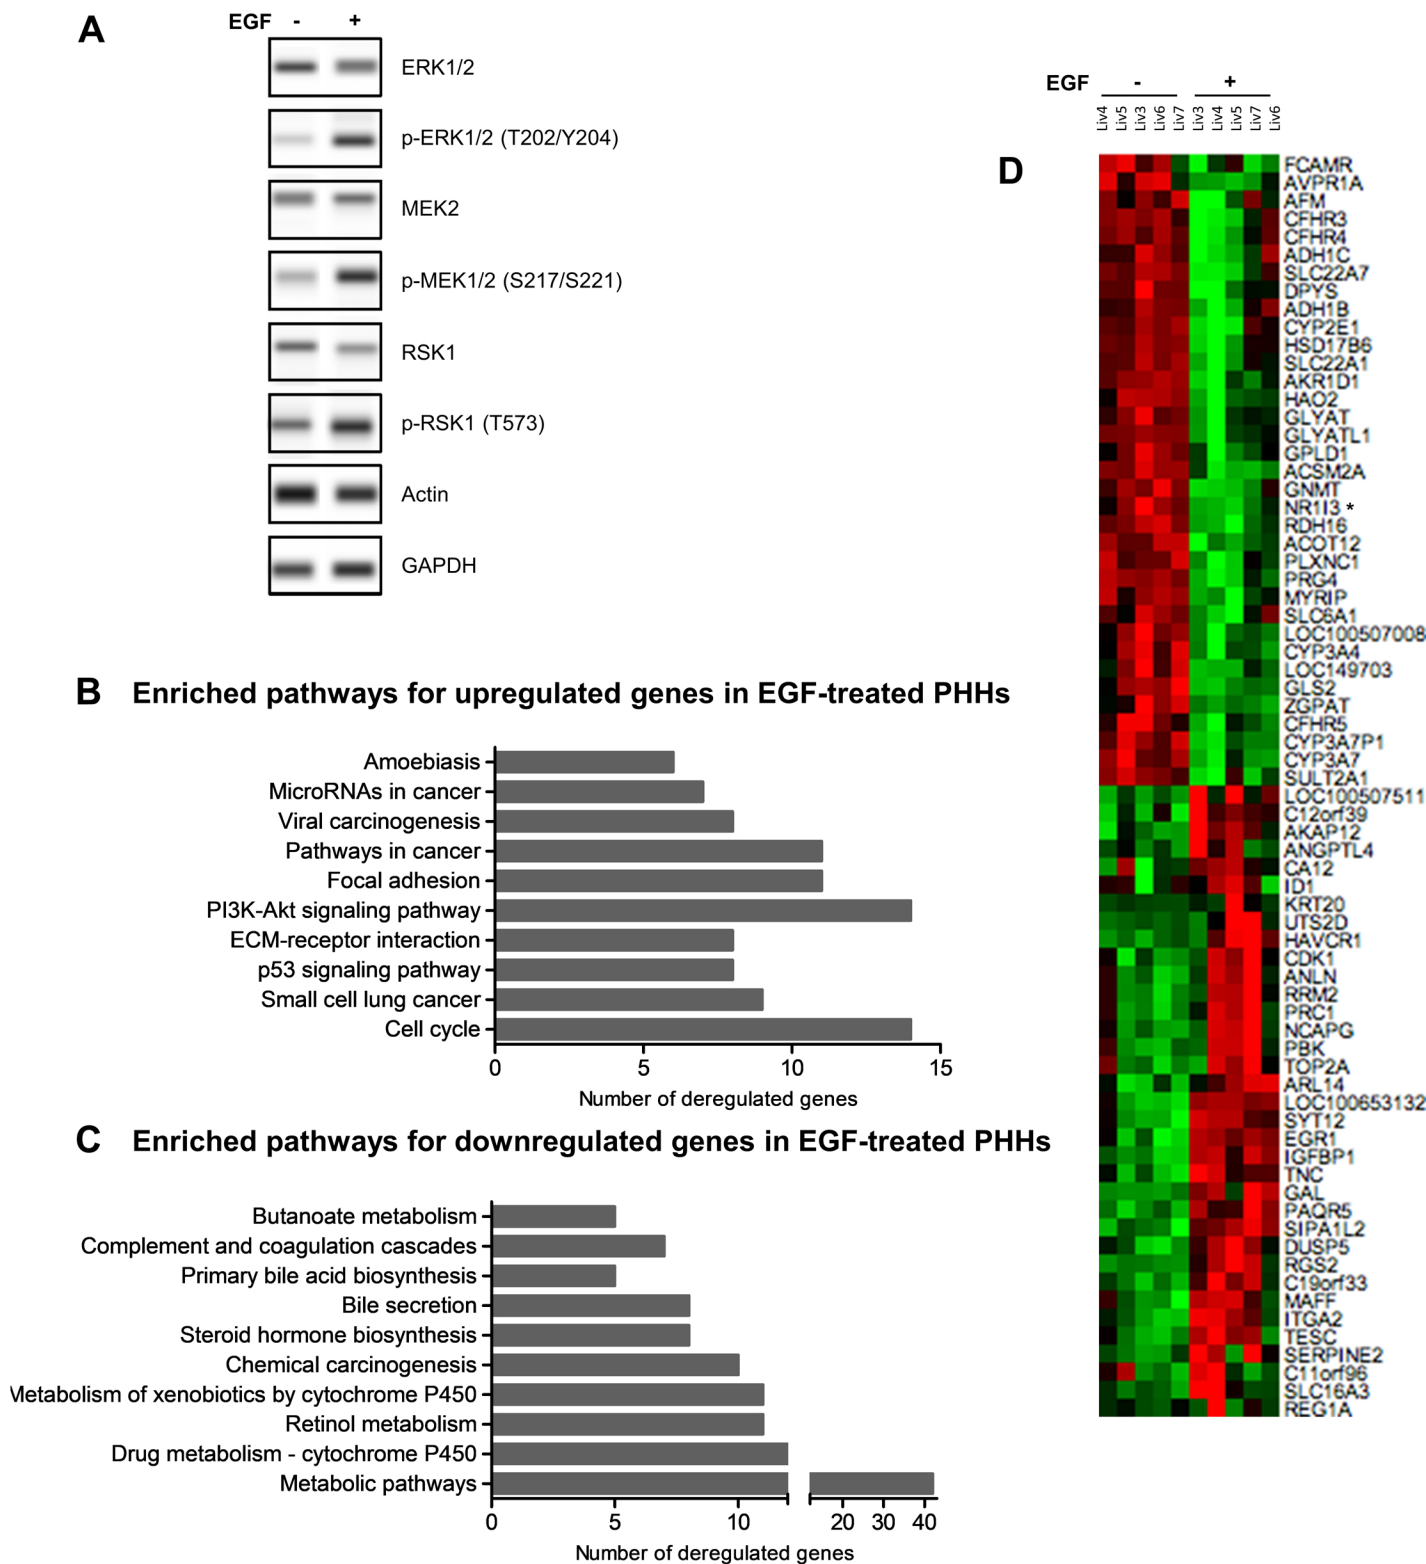 A
EGF - +
ERK1/2
p-ERK1/2 (T202/Y204)
MEK2
p-MEK1/2 (S217/S221)
RSK1
p-RSK1 (T573)
Actin
GAPDH
B Enriched pathways for upregulated genes in EGF-treated PHHs
Amoebiasis
MicroRNAs in cancer
Viral carcinogenesis
Pathways in cancer
Focal adhesion
PI3K-Akt signaling pathway
ECM-receptor interaction
p53 signaling pathway
Small cell lung cancer
Cell cycle
0 5 10 15
Number of deregulated genes
C Enriched pathways for downregulated genes in EGF-treated PHHs
Butanoate metabolism
Complement and coagulation cascades
Primary bile acid biosynthesis
Bile secretion
Steroid hormone biosynthesis
Chemical carcinogenesis
Metabolism of xenobiotics by cytochrome P450
Retinol metabolism
Drug metabolism - cytochrome P450
Metabolic pathways
0 5 10 20 30 40
Number of deregulated genes
D
EGF - +
Liv4 Liv5 Liv3 Liv6 Liv7 Liv3 Liv4 Liv5 Liv7 Liv6
FCAMR
AVPR1A
AFM
CFHR3
CFHR4
ADH1C
SLC22A7
DPYS
ADH1B
CYP2E1
HSD17B6
SLC22A1
AKR1D1
HAO2
GLYAT
GLYATL1
GPLD1
ACSM2A
GNMT
NR1I3 *
RDH16
ACOT12
PLXNC1
PRG4
MYRIP
SLC6A1
LOC100507008
CYP3A4
LOC149703
GLS2
ZGPAT
CFHR5
CYP3A7P1
CYP3A7
SULT2A1
LOC100507511
C12orf39
AKAP12
ANGPTL4
CA12
ID1
KRT20
UTS2D
HAVCR1
CDK1
ANLN
RRM2
PRC1
NCAPG
PBK
TOP2A
ARL14
LOC100653132
SYT12
EGR1
IGFBP1
TNC
GAL
PAQR5
SIPA1L2
DUSP5
RGS2
C19orf33
MAFF
ITGA2
TESC
SERPINE2
C11orf96
SLC16A3
REG1A